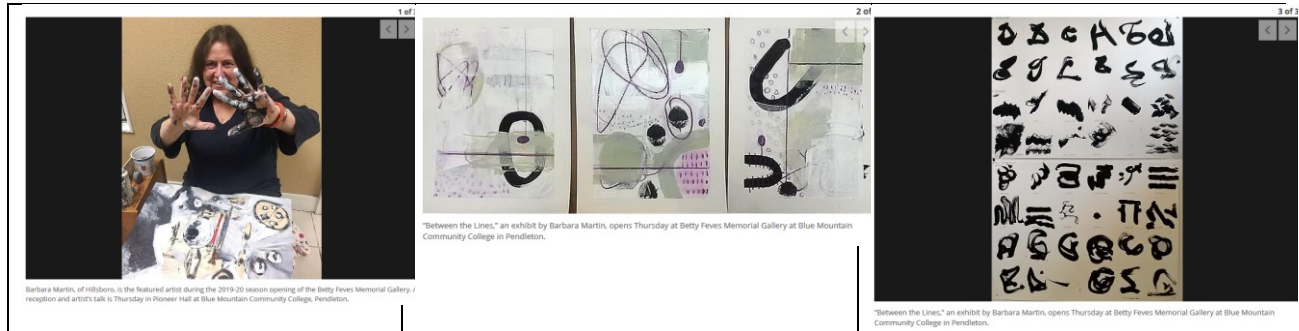 1 of
Barbara Martin, of Hillsboro, is the featured artist during the 2019-20 season opening of the Betty Feves Memorial Gallery.
reception and artist's talk is Thursday in Pioneer Hall at Blue Mountain Community College, Pendleton.
2 of
"Between the Lines," an exhibit by Barbara Martin, opens Thursday at Betty Feves Memorial Gallery at Blue Mountain
Community College in Pendleton.
3 of 3
"Between the Lines," an exhibit by Barbara Martin, opens Thursday at Betty Feves Memorial Gallery at Blue Mountain
Community College in Pendleton.